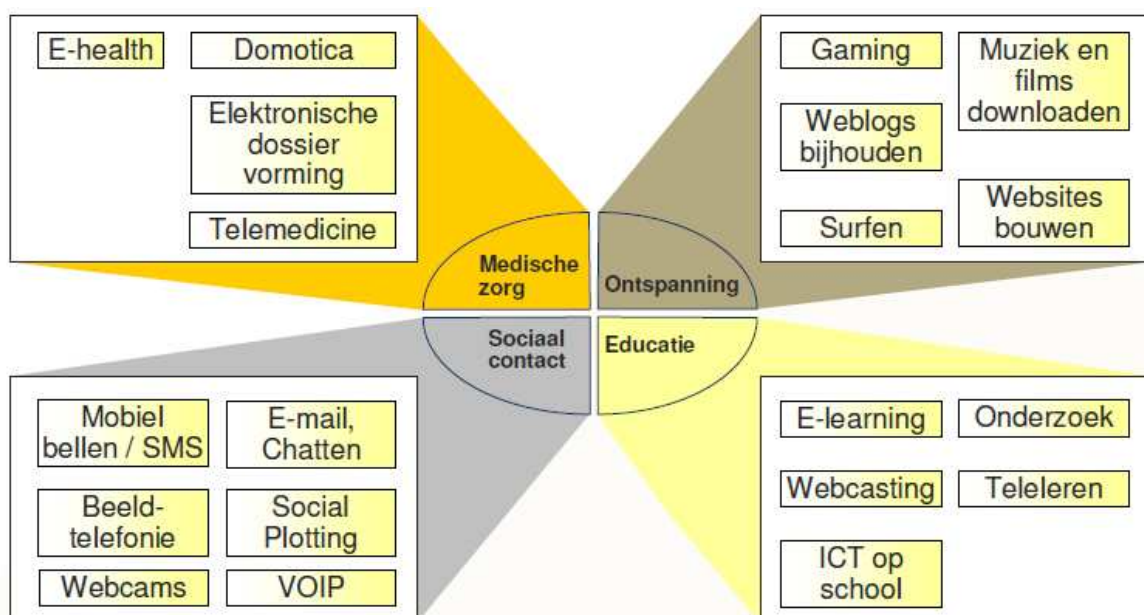 E-health
Domotica
Elektronische
dossier
vorming
Telemedicine
Gaming
Muziek en
films
downloaden
Weblogs
bijhouden
Surfen
Websites
bouwen
Medische
zorg
Ontspanning
Sociaal
contact
Educatie
Mobiel
bellen / SMS
E-mail,
Chatten
Beeld-
telefonie
Social
Plotting
Webcams
VOIP
E-learning
Onderzoek
Webcasting
Teleleren
ICT op
school